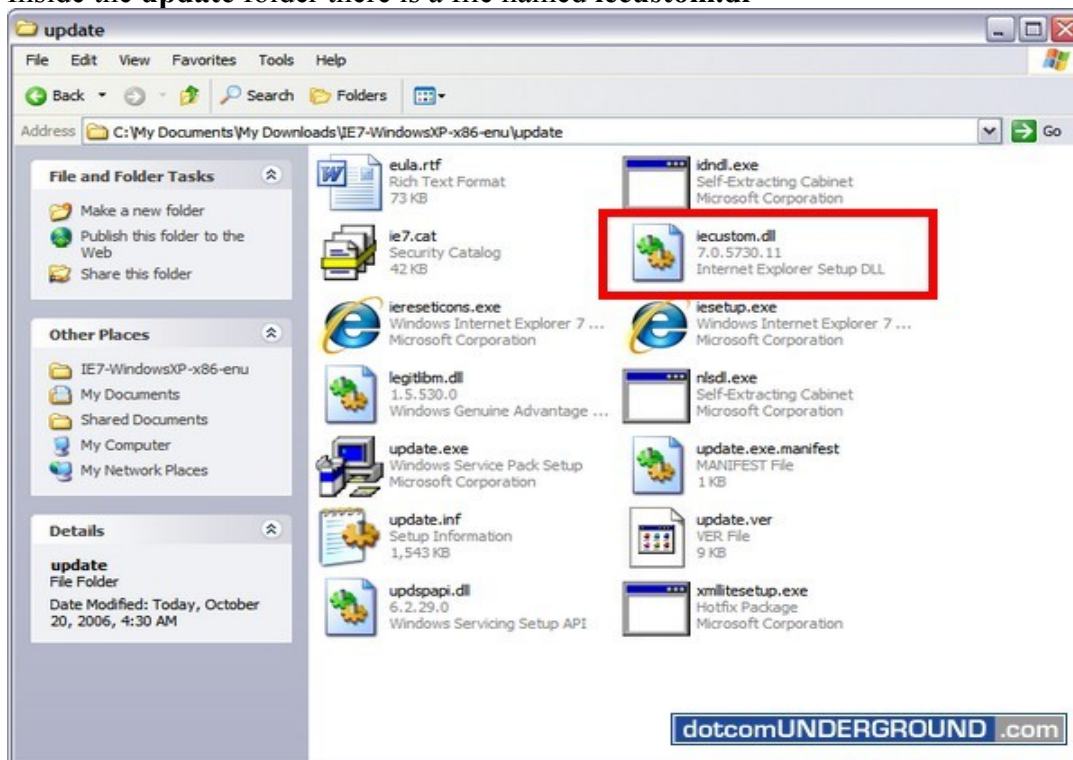 Inside the update folder there is a file named iecustom.dl
update
File Edit View Favorites Tools Help
Back Search Folders
Address C:\My Documents\My Downloads\IE7-WindowsXP-x86-enu\update Go
File and Folder Tasks
Make a new folder
Publish this folder to the
Web
Share this folder
Other Places
IE7-WindowsXP-x86-enu
My Documents
Shared Documents
My Computer
My Network Places
Details
update
File Folder
Date Modified: Today, October
20, 2006, 4:30 AM
eula.rtf
Rich Text Format
73 KB
idndl.exe
Self-Extracting Cabinet
Microsoft Corporation
ie7.cat
Security Catalog
42 KB
iecustom.dll
7.0.5730.11
Internet Explorer Setup DLL
iereseticons.exe
Windows Internet Explorer 7 ...
Microsoft Corporation
iesetup.exe
Windows Internet Explorer 7 ...
Microsoft Corporation
legitlibm.dll
1.5.530.0
Windows Genuine Advantage ...
nlsdl.exe
Self-Extracting Cabinet
Microsoft Corporation
update.exe
Windows Service Pack Setup
Microsoft Corporation
update.exe.manifest
MANIFEST File
1 KB
update.inf
Setup Information
1,543 KB
update.ver
VER File
9 KB
updspapi.dll
6.2.29.0
Windows Servicing Setup API
xmllitesetup.exe
Hotfix Package
Microsoft Corporation
dotcomUNDERGROUND .com